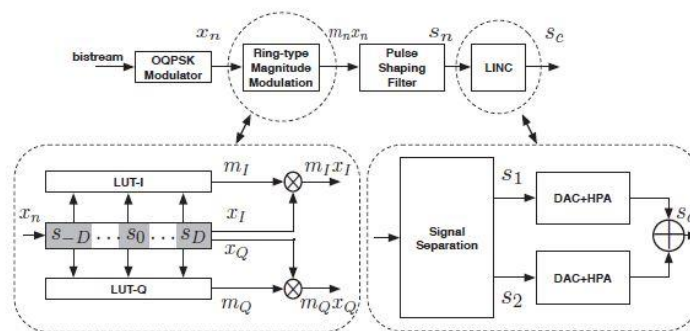 x_n m_n x_n s_n s_c
bistream OQPSK Modulator Ring-type Magnitude Modulation Pulse Shaping Filter LINC
LUT-I m_I m_I x_I
x_n s_{-D} ... s_0 ... s_D x_I
x_Q
LUT-Q m_Q m_Q x_Q
Signal Separation
s_1 DAC+HPA
s_c
s_2 DAC+HPA